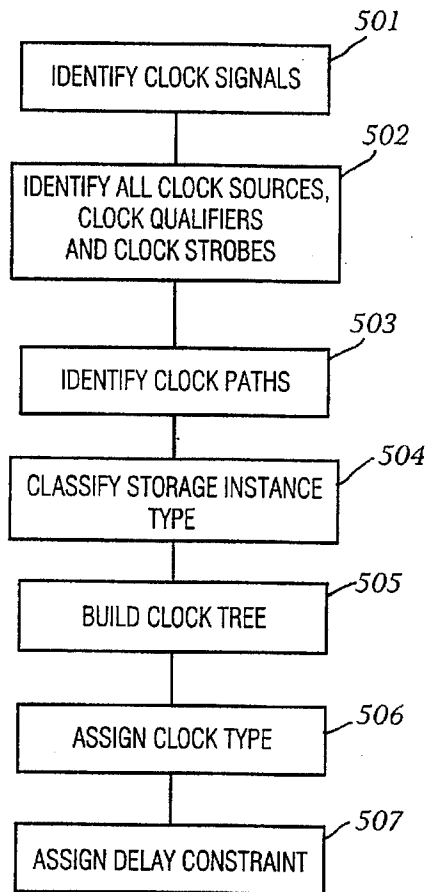 501
IDENTIFY CLOCK SIGNALS
502
IDENTIFY ALL CLOCK SOURCES,
CLOCK QUALIFIERS
AND CLOCK STROBES
503
IDENTIFY CLOCK PATHS
504
CLASSIFY STORAGE INSTANCE
TYPE
505
BUILD CLOCK TREE
506
ASSIGN CLOCK TYPE
507
ASSIGN DELAY CONSTRAINT